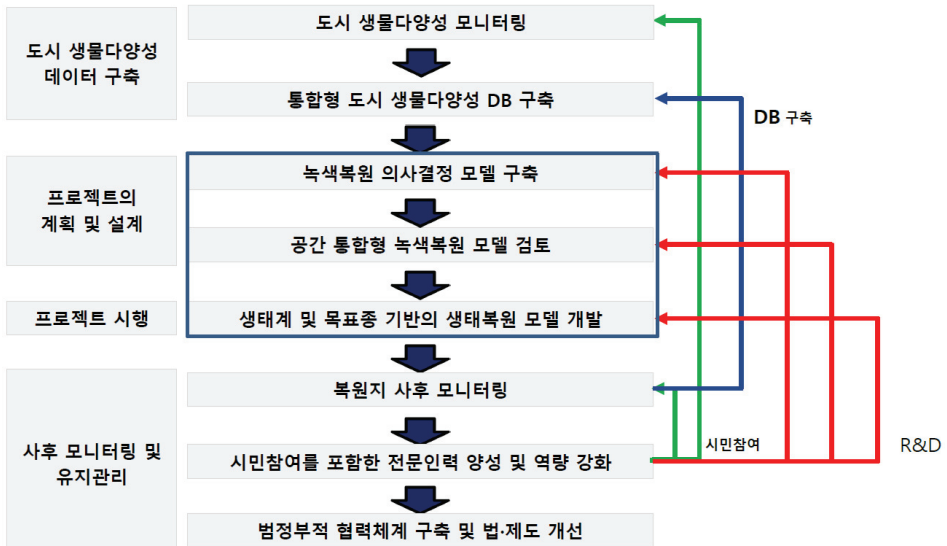 도시 생물다양성
데이터 구축
도시 생물다양성 모니터링
통합형 도시 생물다양성 DB 구축
DB 구축
프로젝트의
계획 및 설계
녹색복원 의사결정 모델 구축
공간 통합형 녹색복원 모델 검토
프로젝트 시행
생태계 및 목표종 기반의 생태복원 모델 개발
사후 모니터링 및
유지관리
복원지 사후 모니터링
시민참여를 포함한 전문인력 양성 및 역량 강화
시민참여
R&D
범정부적 협력체계 구축 및 법·제도 개선